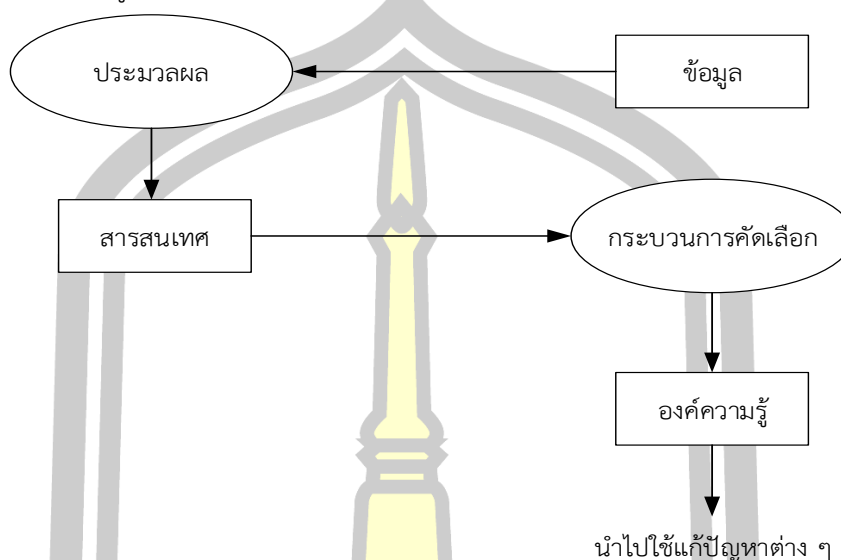 ประมวลผล
ข้อมูล
สารสนเทศ
กระบวนการคัดเลือก
องค์ความรู้
นำไปใช้แก้ปัญหาต่าง ๆ